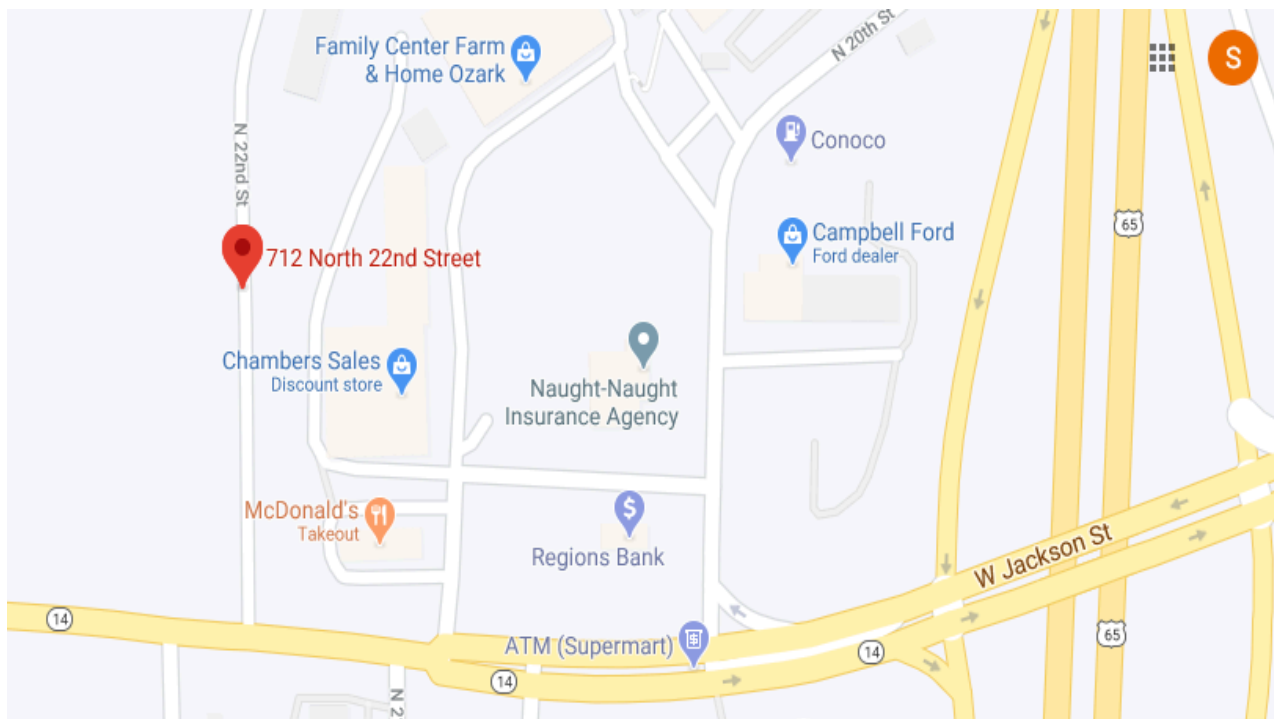 Family Center Farm
& Home Ozark
N 20th St
S
Conoco
N 22nd St
65
Campbell Ford
Ford dealer
712 North 22nd Street
Chambers Sales
Discount store
Naught-Naught
Insurance Agency
McDonald's
Takeout
$
Regions Bank
W Jackson St
14
65
ATM (Supermart)
$
14
14
N 2